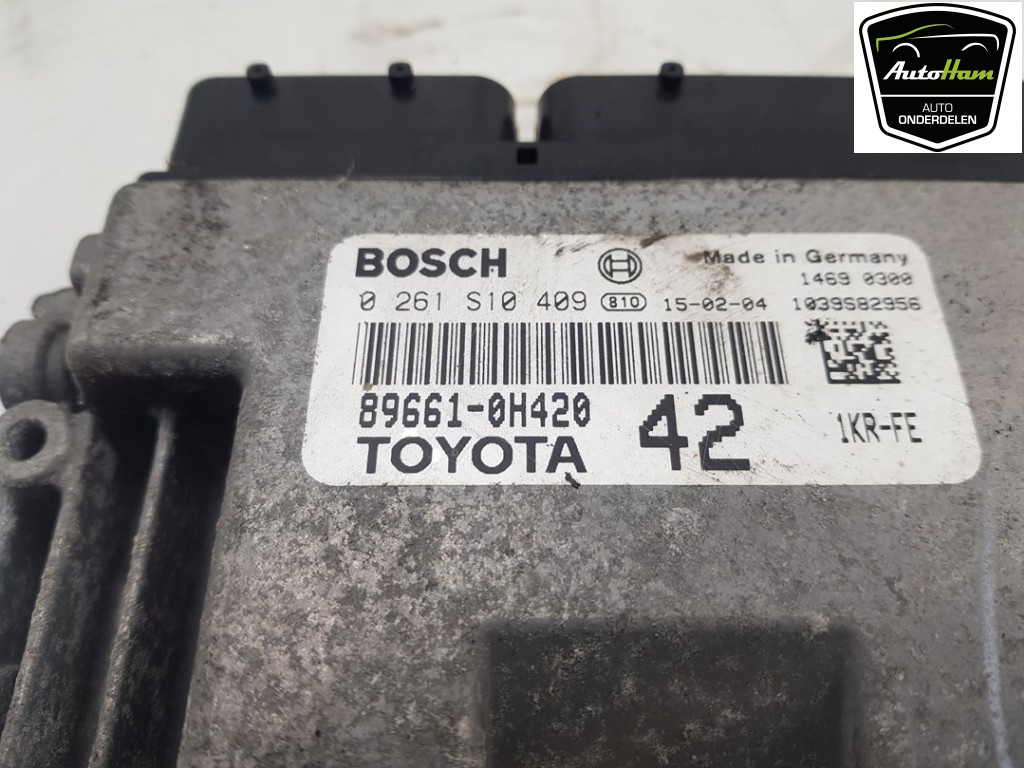 AutoHam
AUTO
ONDERDELEN
BOSCH
Made in Germany
1469 0300
0 261 S10 409 810 15-02-04 1039S82956
89661-0H420
42
1KR-FE
TOYOTA